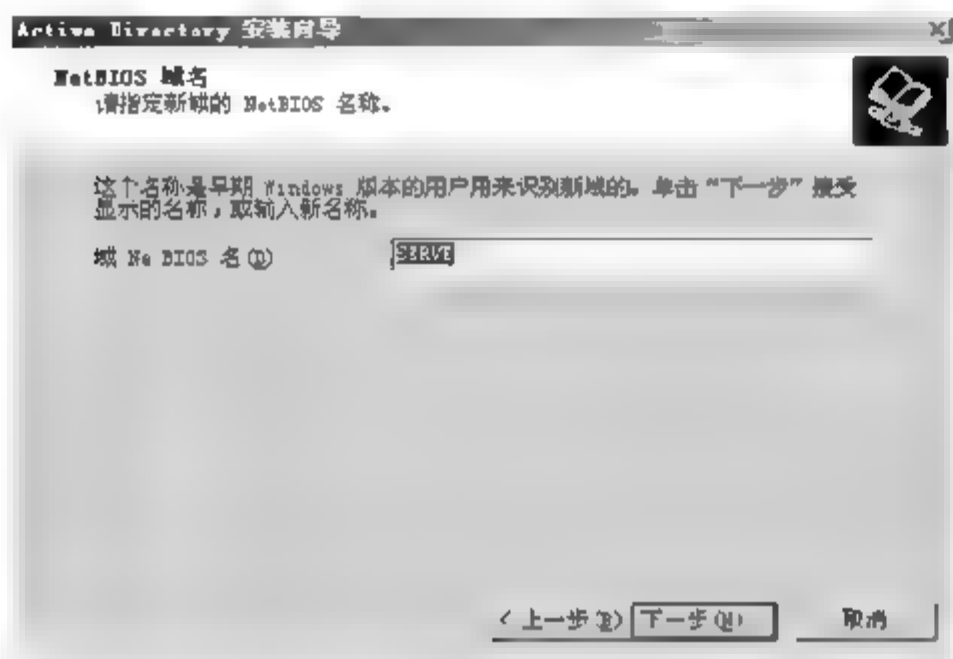 Active Directory 安装向导
NetBIOS 域名
请指定新域的 NetBIOS 名称。
这个名称是早期 Windows 版本的用户用来识别新域的。单击“下一步”接受
显示的名称，或输入新名称。
域 Ne BIOS 名(D)
SERVE
< 上一步(B)
下一步(N)
取消